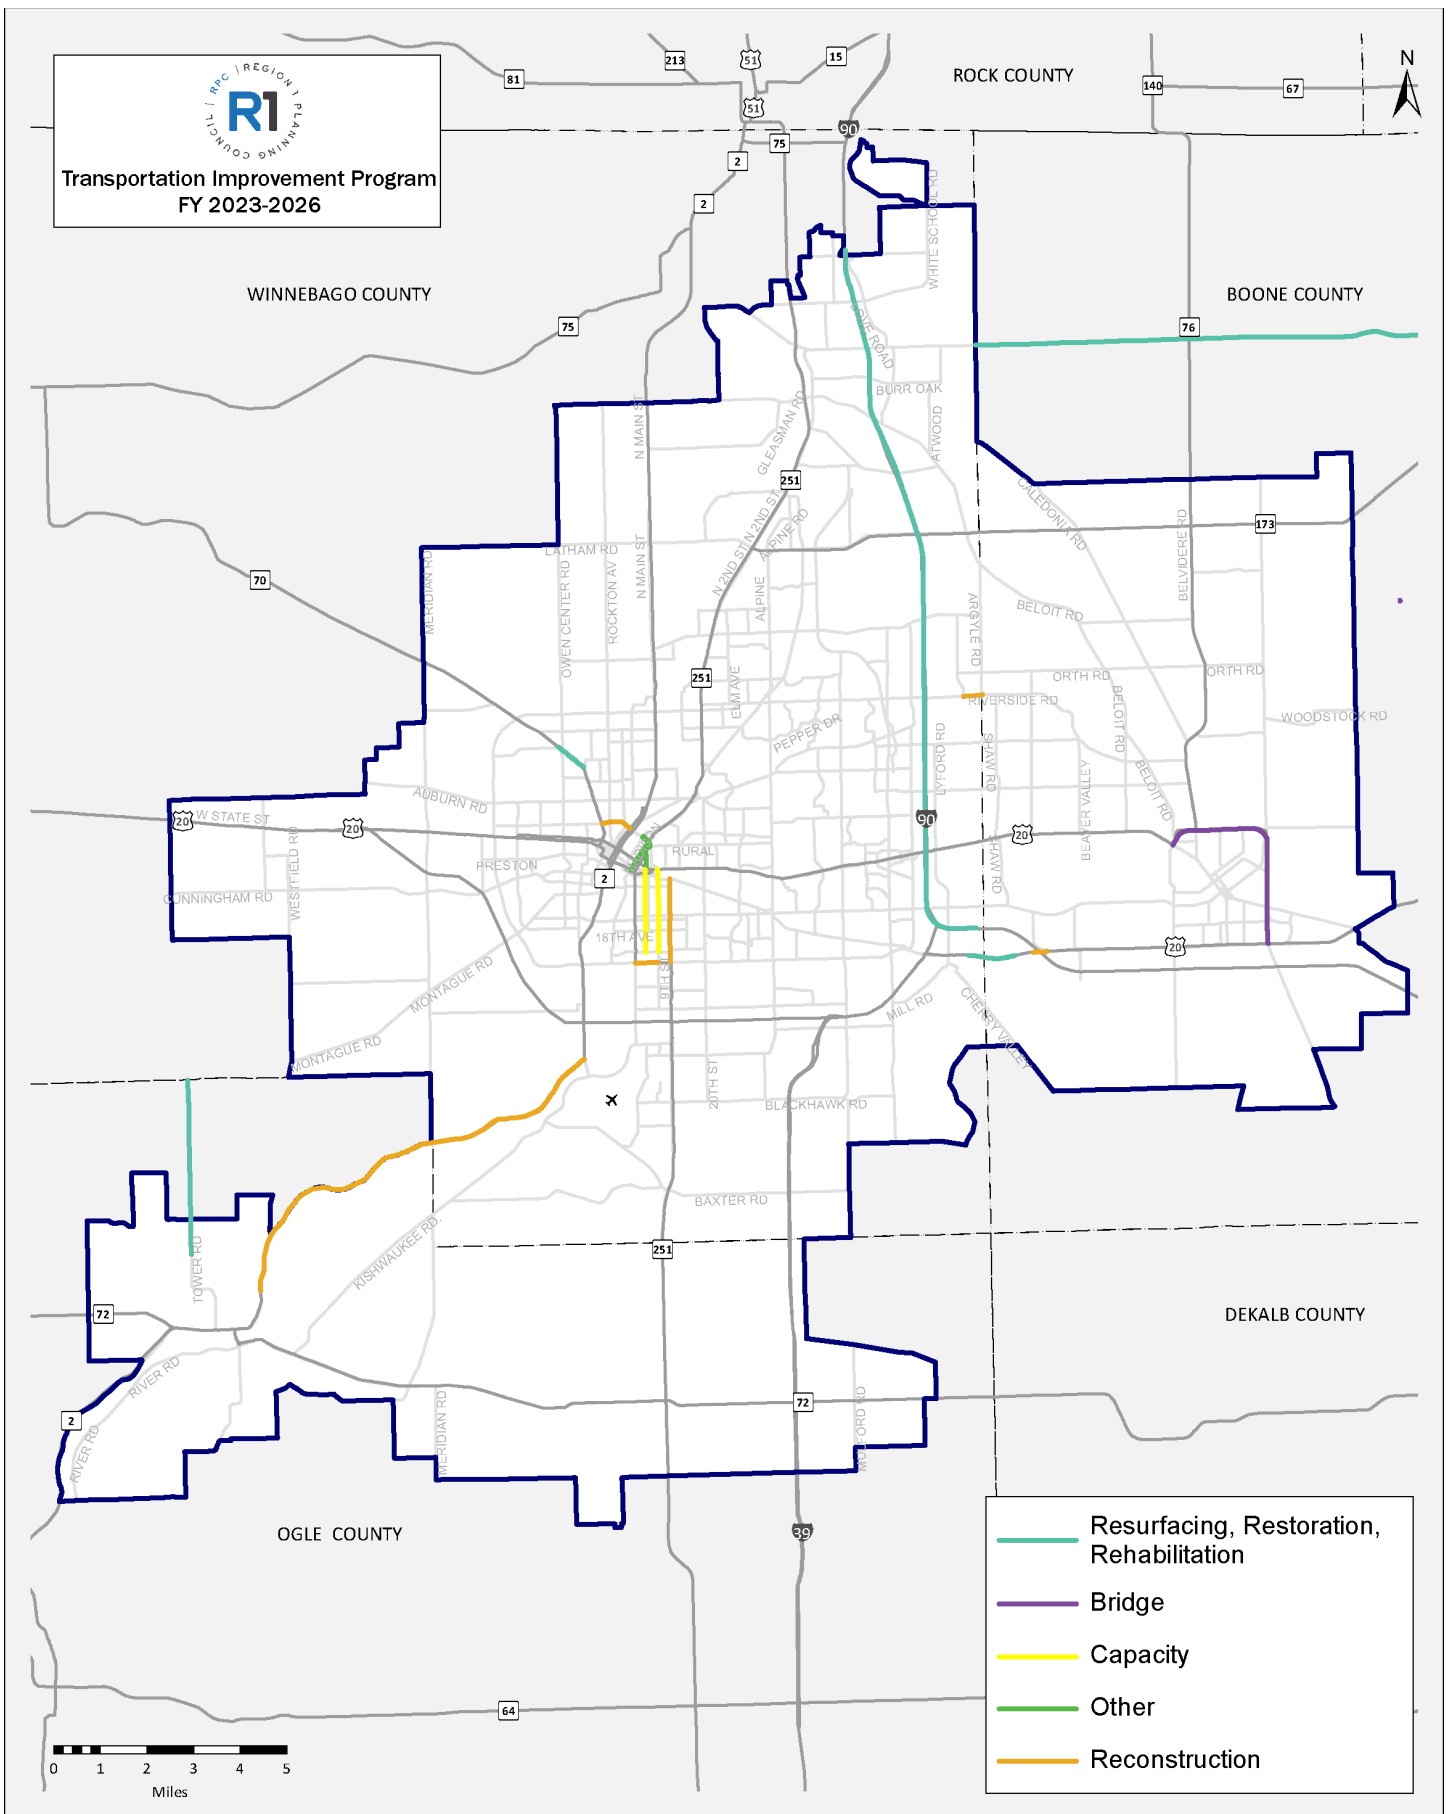 RPC | REGION 1 PLANNING COUNCIL |
R1
Transportation Improvement Program
FY 2023-2026
N
213
51
15
81
ROCK COUNTY
140
67
51
90
75
2
2
WHITE SCHOOL RD
WINNEBAGO COUNTY
BOONE COUNTY
75
76
LOVE ROAD
BURR OAK
N MAIN ST
GLEASMAN RD
ATWOOD
251
CALEDONIA RD
N 2ND ST
ALPINE RD
173
LATHAM RD
MERIDIAN RD
OWEN CENTER RD
ROCKTON AV
N MAIN ST
N 2ND ST
ALPINE
BELVIDERE RD
70
ARGYLE RD
BELOIT RD
251
ELM AVE
ORTH RD
ORTH RD
RIVERSIDE RD
BELOIT RD
WOODSTOCK RD
PEPPER DR
LYFORD RD
SHAW RD
BEAVER VALLEY
BELOIT RD
AUBURN RD
20
W STATE ST
20
90
20
WESTFIELD RD
PRESTON
RURAL
SHAW RD
2
CUNNINGHAM RD
18TH AVE
20
MONTAGUE RD
9TH ST
MILL RD
CHERRY VALLEY
MONTAGUE RD
20TH ST
BLACKHAWK RD
BAXTER RD
KISHWAUKEE RD.
TOWER RD
251
72
DEKALB COUNTY
RIVER RD
2
RIVER RD
MERIDIAN RD
72
MULFORD RD
OGLE COUNTY
39
Resurfacing, Restoration,
Rehabilitation
Bridge
Capacity
Other
Reconstruction
64
0 1 2 3 4 5
Miles